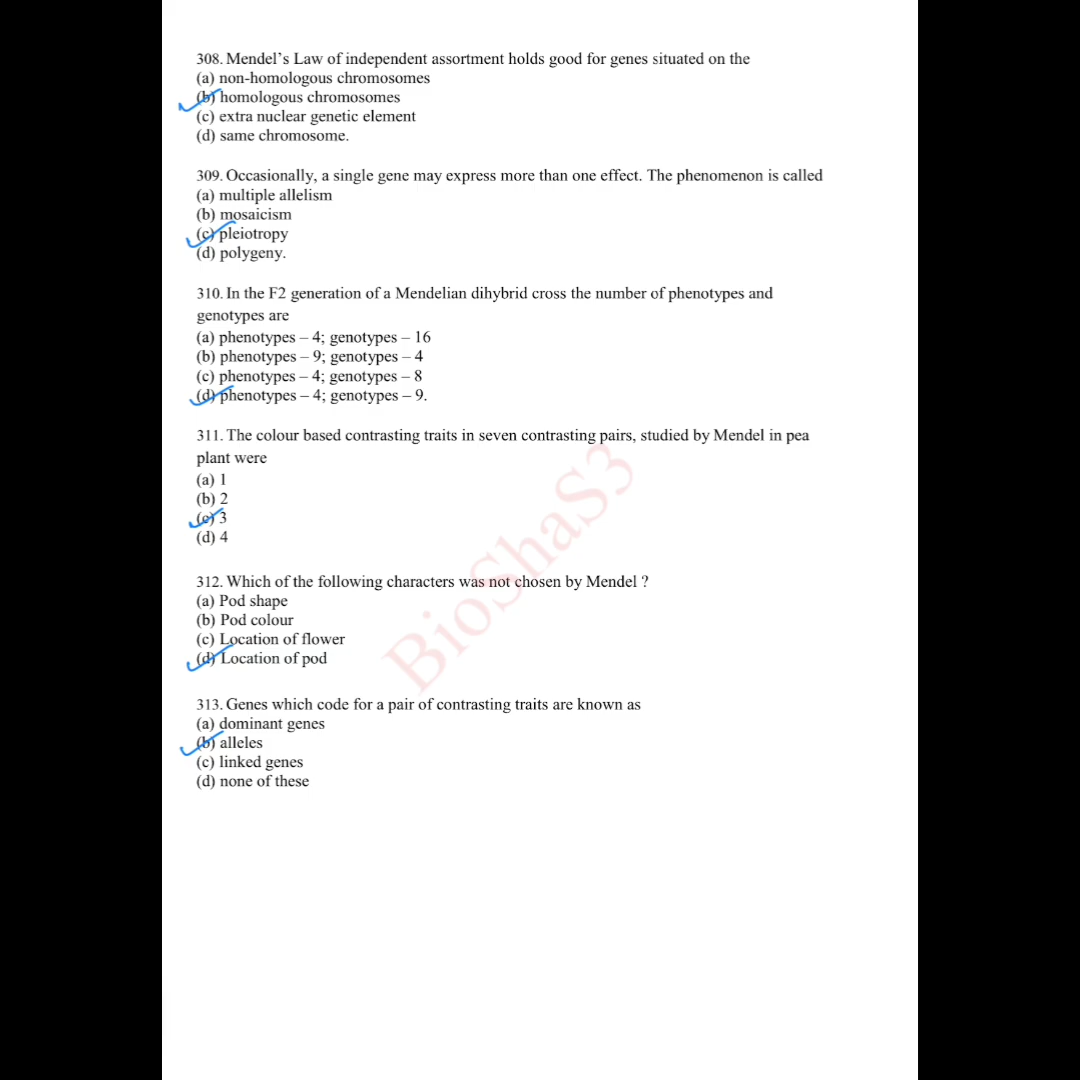 308. Mendel’s Law of independent assortment holds good for genes situated on the
(a) non-homologous chromosomes
(b) homologous chromosomes
(c) extra nuclear genetic element
(d) same chromosome.
309. Occasionally, a single gene may express more than one effect. The phenomenon is called
(a) multiple allelism
(b) mosaicism
(c) pleiotropy
(d) polygeny.
310. In the F2 generation of a Mendelian dihybrid cross the number of phenotypes and
genotypes are
(a) phenotypes – 4; genotypes – 16
(b) phenotypes – 9; genotypes – 4
(c) phenotypes – 4; genotypes – 8
(d) phenotypes – 4; genotypes – 9.
311. The colour based contrasting traits in seven contrasting pairs, studied by Mendel in pea
plant were
(a) 1
(b) 2
(c) 3
(d) 4
312. Which of the following characters was not chosen by Mendel ?
(a) Pod shape
(b) Pod colour
(c) Location of flower
(d) Location of pod
313. Genes which code for a pair of contrasting traits are known as
(a) dominant genes
(b) alleles
(c) linked genes
(d) none of these
BioShaS3